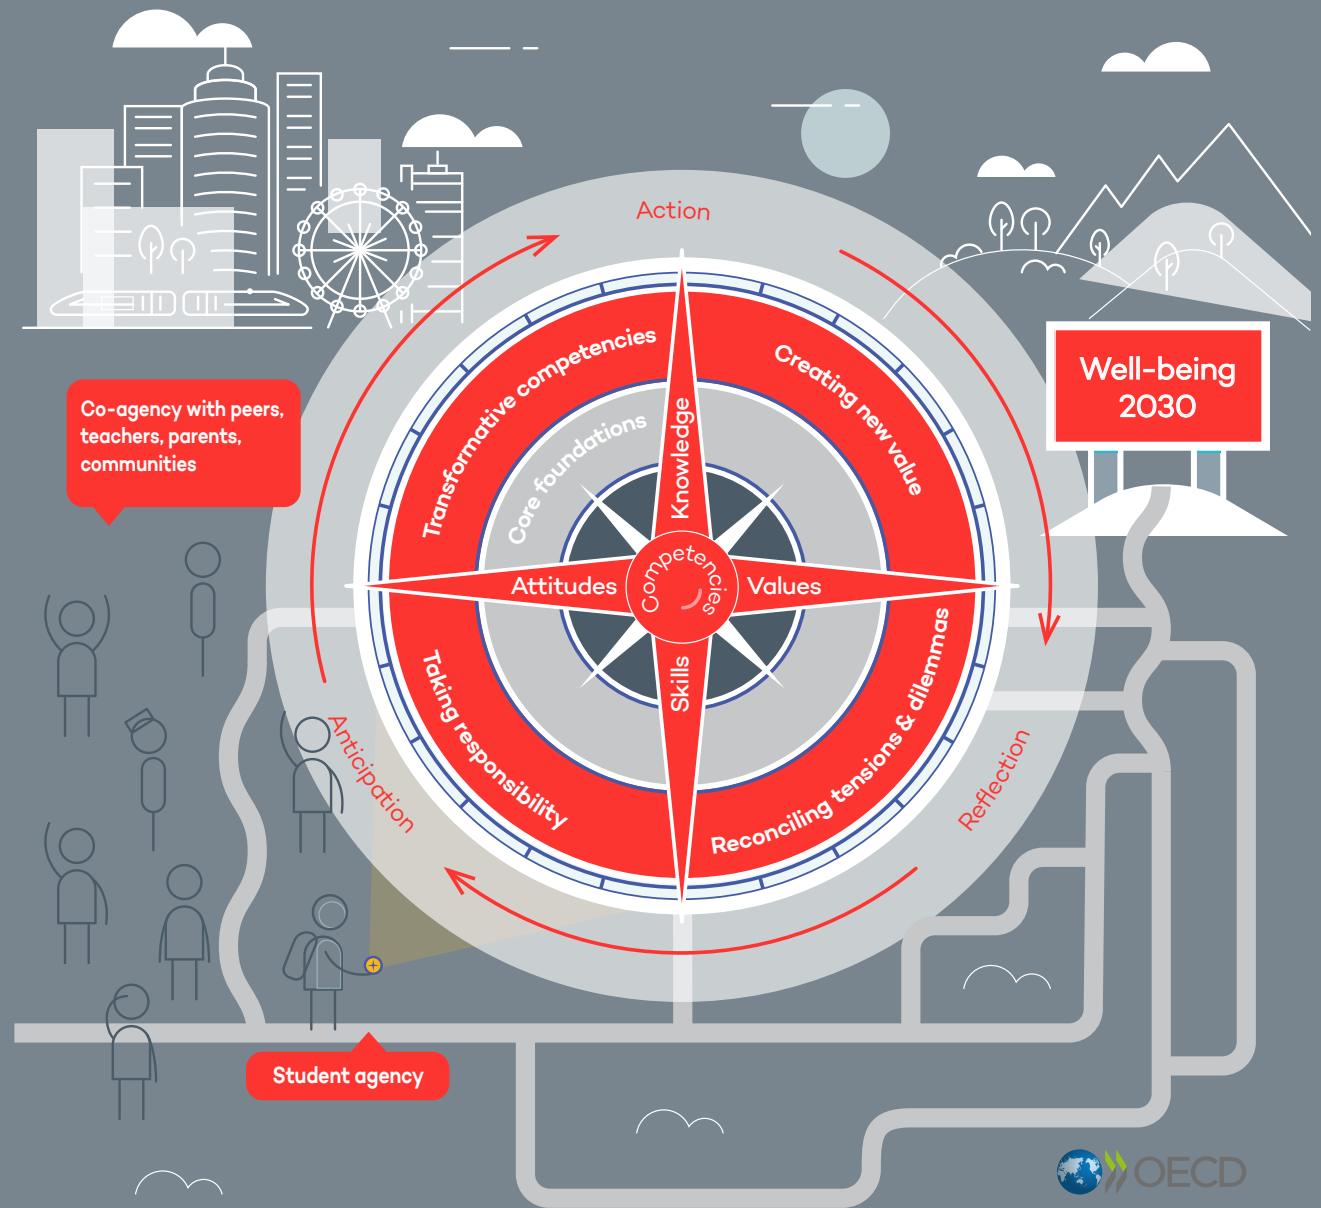 Action
Transformative competencies
Creating new value
Well-being
2030
Co-agency with peers,
teachers, parents,
communities
Core foundations
Knowledge
Attitudes
Competencies
Values
Skills
Taking responsibility
Reconciling tensions & dilemmas
Anticipation
Reflection
Student agency
OECD